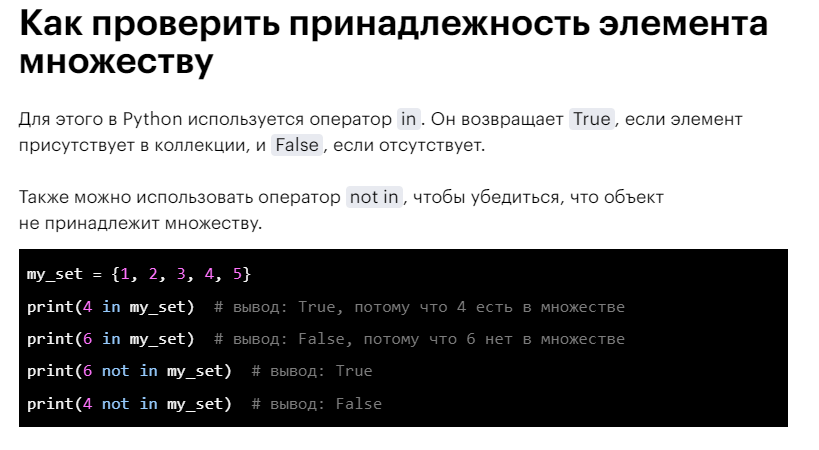 Как проверить принадлежность элемента
множеству
Для этого в Python используется оператор in. Он возвращает True, если элемент
присутствует в коллекции, и False, если отсутствует.
Также можно использовать оператор not in, чтобы убедиться, что объект
не принадлежит множеству.
my_set = {1, 2, 3, 4, 5}
print(4 in my_set)  # вывод: True, потому что 4 есть в множестве
print(6 in my_set)  # вывод: False, потому что 6 нет в множестве
print(6 not in my_set)  # вывод: True
print(4 not in my_set)  # вывод: False